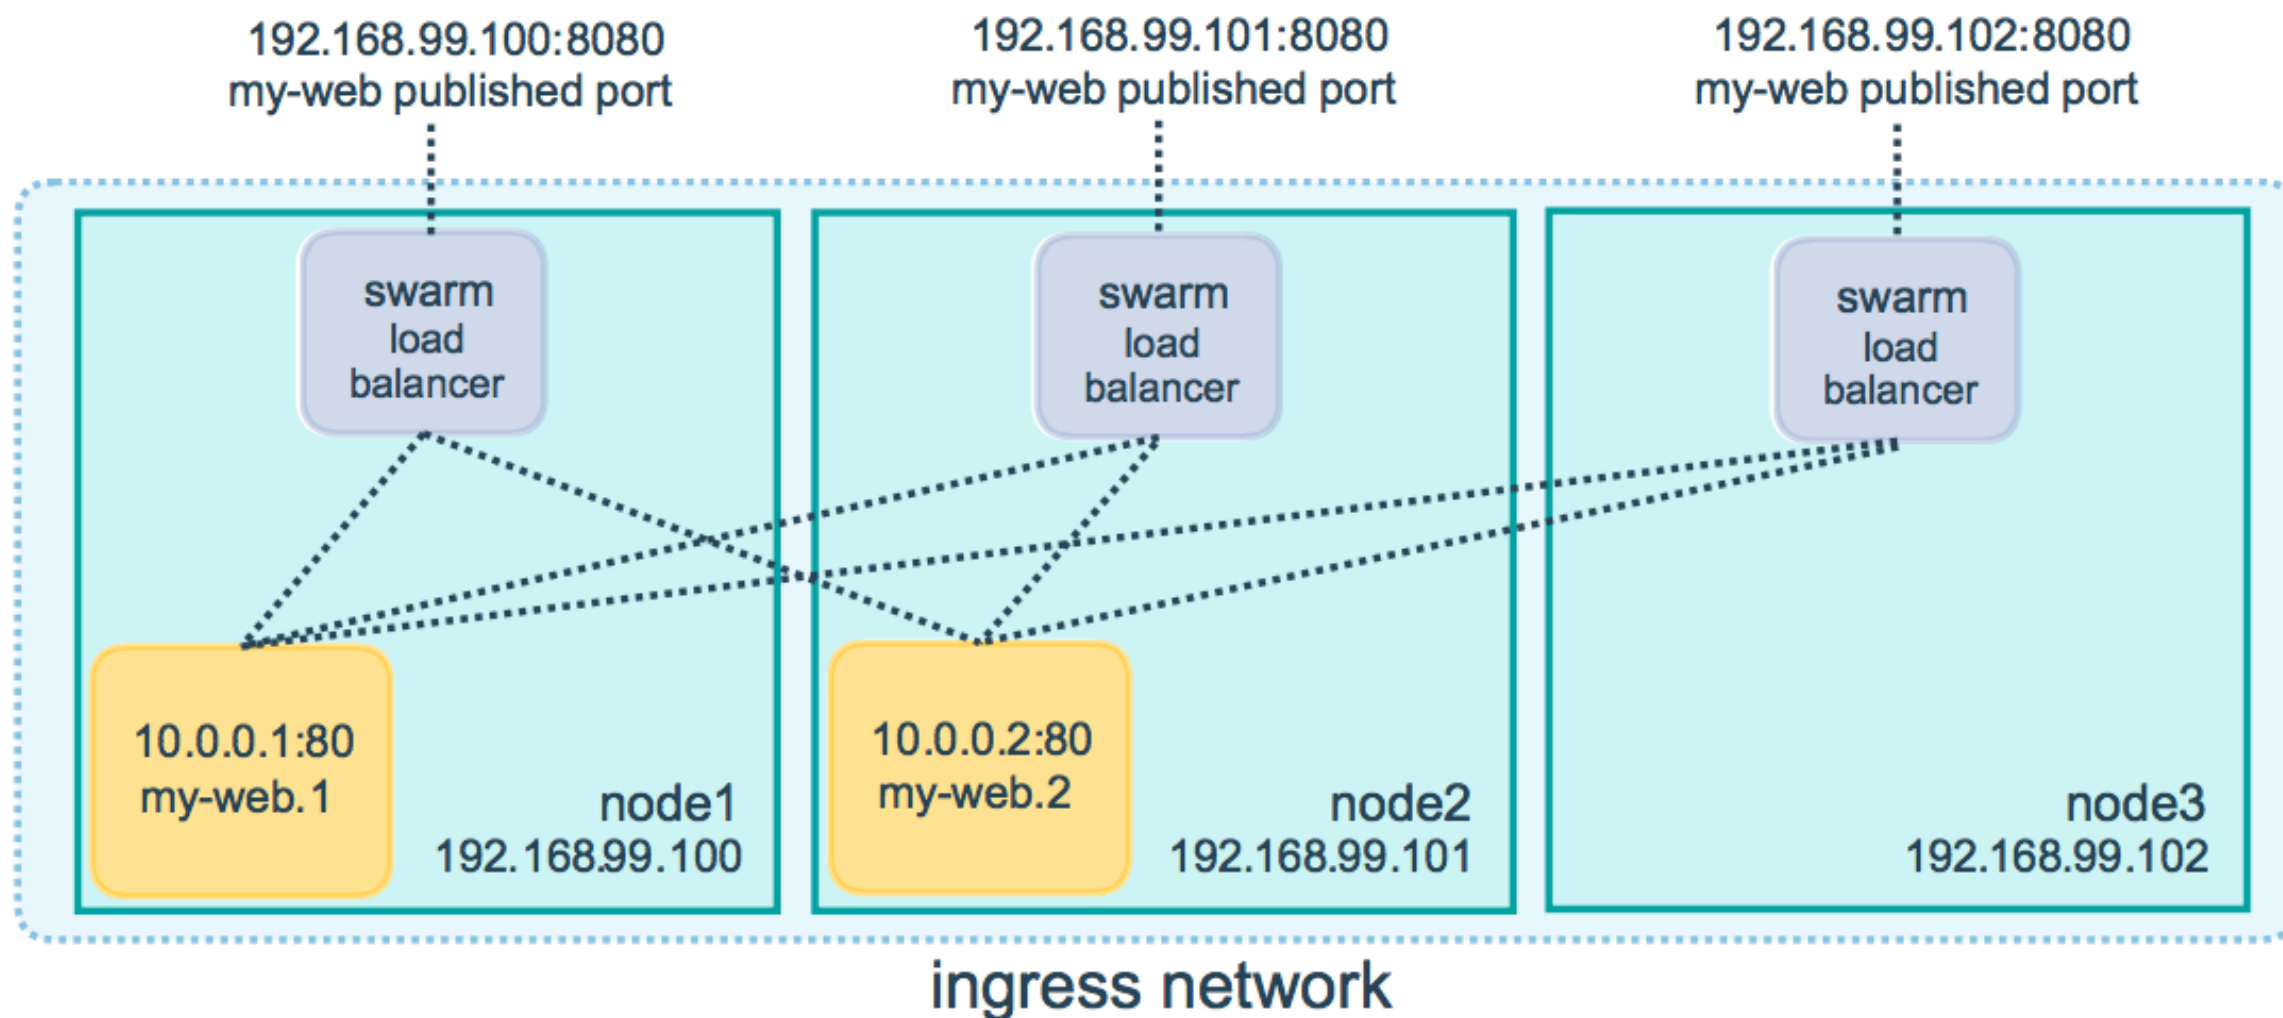 192.168.99.100:8080
my-web published port
192.168.99.101:8080
my-web published port
192.168.99.102:8080
my-web published port
swarm
load
balancer
swarm
load
balancer
swarm
load
balancer
10.0.0.1:80
my-web.1
node1
192.168.99.100
10.0.0.2:80
my-web.2
node2
192.168.99.101
node3
192.168.99.102
ingress network